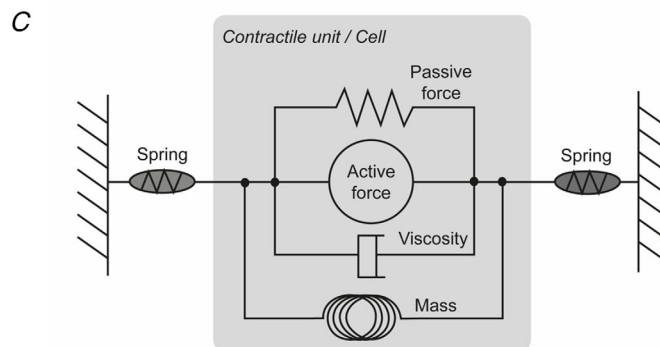 C
Contractile unit / Cell
Passive
force
Spring
Active
force
Spring
Viscosity
Mass